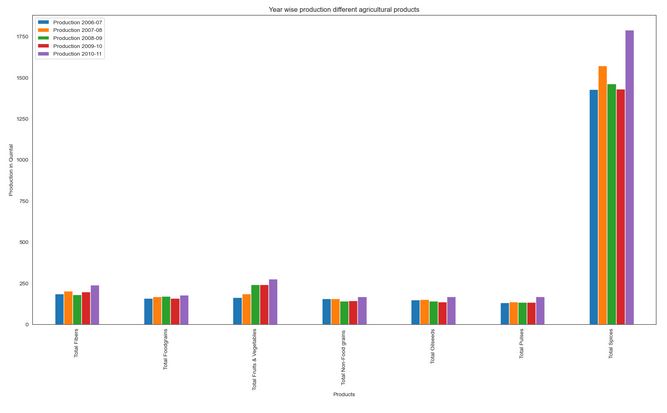 Year wise production different agricultural products
Production 2006-07
Production 2007-08
Production 2008-09
Production 2009-10
Production 2010-11
Production in Quintal
1750
1500
1250
1000
750
500
250
0
Total Fibers
Total Foodgrains
Total Fruits & Vegetables
Total Non-Food grains
Total Oilseeds
Total Pulses
Total Spices
Products